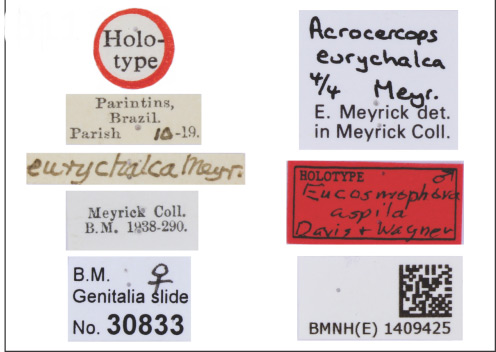 Holo-
type
Parintins,
Brazil.
Parish 10-19.
eurychalca Meyr.
Meyrick Coll.
B.M. 1938-290.
B.M. ♀
Genitalia slide
No. 30833
Acrocercops
eurychalca
4/4 Meyr.
E. Meyrick det.
in Meyrick Coll.
HOLOTYPE ♂
Eucosmophora
aspila
Davis + Wagner
BMNH(E) 1409425